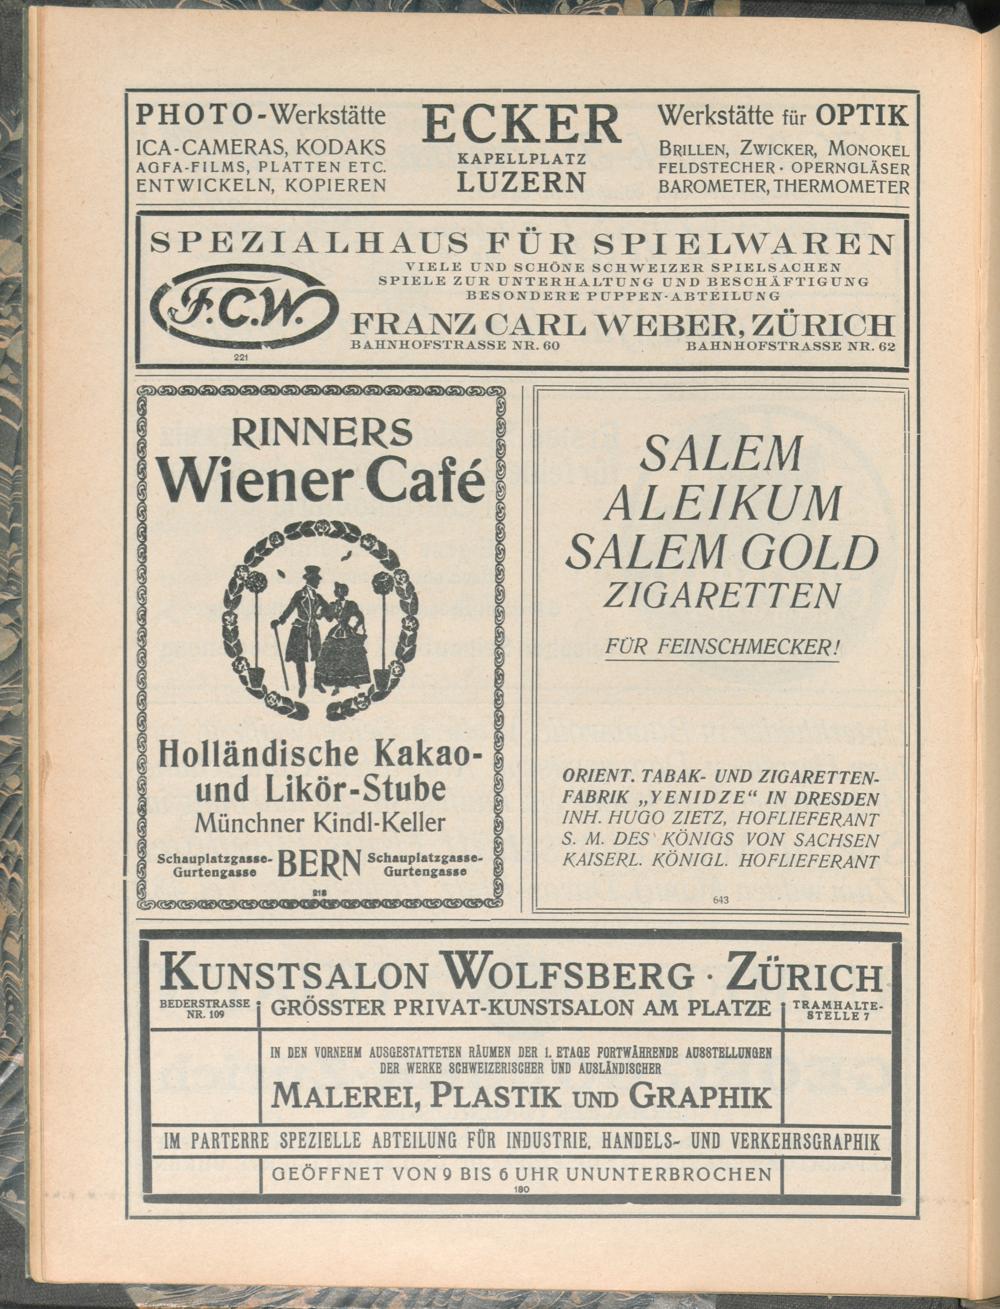 PHOTO-Werkstätte
ICA-CAMERAS, KODAKS
AGFA-FILMS, PLATTEN ETC.
ENTWICKELN, KOPIEREN
ECKER
KAPELLPLATZ
LUZERN
Werkstätte für OPTIK
BRILLEN, ZWICKER, MONOKEL
FELDSTECHER · OPERNGLÄSER
BAROMETER, THERMOMETER
SPEZIALHAUS FÜR SPIELWAREN
VIELE UND SCHÖNE SCHWEIZER SPIELSACHEN
SPIELE ZUR UNTERHALTUNG UND BESCHÄFTIGUNG
BESONDERE PUPPEN-ABTEILUNG
F.C.W.
FRANZ CARL WEBER, ZÜRICH
BAHNHOFSTRASSE NR. 60 BAHNHOFSTRASSE NR. 62
221
RINNERS
Wiener Café
Holländische Kakao-
und Likör-Stube
Münchner Kindl-Keller
Schauplatzgasse-
Gurtengasse
BERN
Schauplatzgasse-
Gurtengasse
218
SALEM
ALEIKUM
SALEM GOLD
ZIGARETTEN
FÜR FEINSCHMECKER!
ORIENT. TABAK- UND ZIGARETTEN-
FABRIK „YENIDZE" IN DRESDEN
INH. HUGO ZIETZ, HOFLIEFERANT
S. M. DES KÖNIGS VON SACHSEN
KAISERL. KÖNIGL. HOFLIEFERANT
643
KUNSTSALON WOLFSBERG · ZÜRICH
BEDERSTRASSE
NR. 109
GRÖSSTER PRIVAT-KUNSTSALON AM PLATZE
TRAMHALTE-
STELLE 7
IN DEN VORNEHM AUSGESTATTETEN RÄUMEN DER 1. ETAGE FORTWÄHRENDE AUSSTELLUNGEN
DER WERKE SCHWEIZERISCHER UND AUSLÄNDISCHER
MALEREI, PLASTIK UND GRAPHIK
IM PARTERRE SPEZIELLE ABTEILUNG FÜR INDUSTRIE, HANDELS- UND VERKEHRSGRAPHIK
GEÖFFNET VON 9 BIS 6 UHR UNUNTERBROCHEN
180